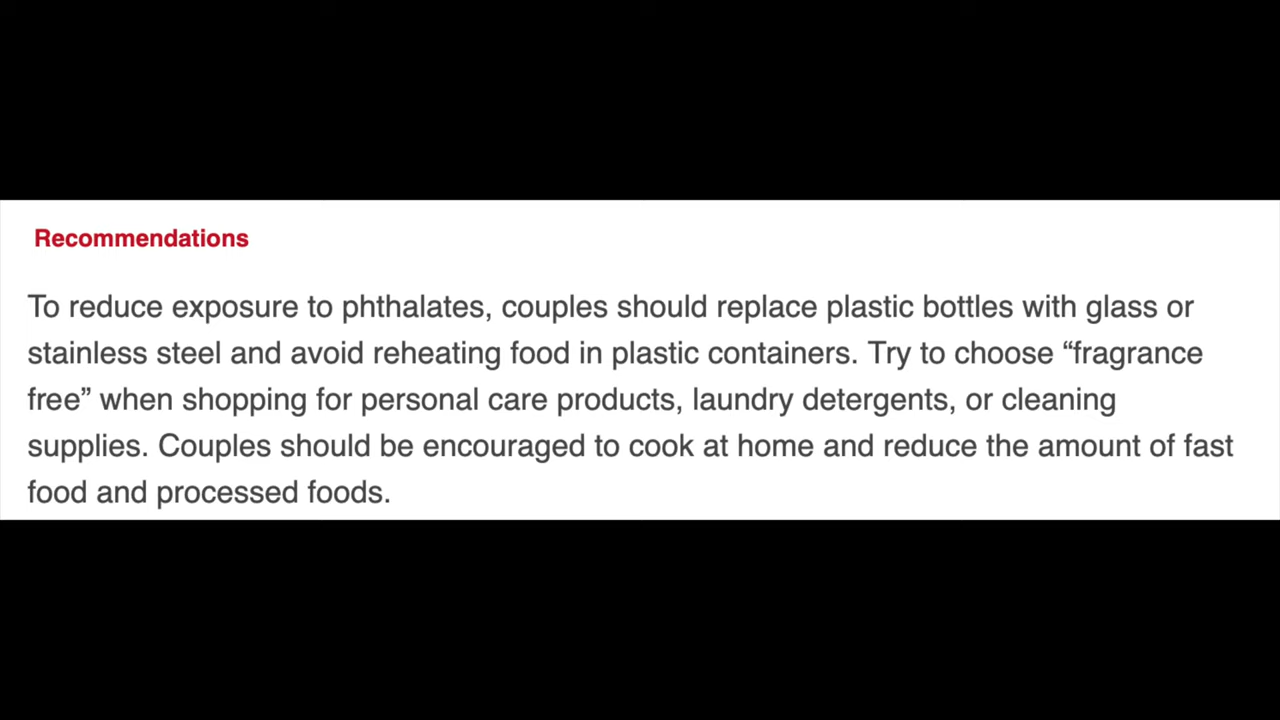 Recommendations
To reduce exposure to phthalates, couples should replace plastic bottles with glass or
stainless steel and avoid reheating food in plastic containers. Try to choose “fragrance
free” when shopping for personal care products, laundry detergents, or cleaning
supplies. Couples should be encouraged to cook at home and reduce the amount of fast
food and processed foods.